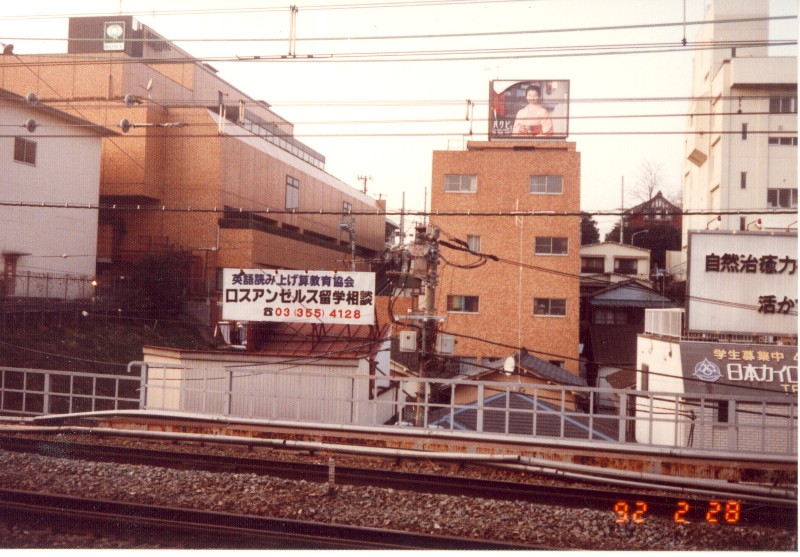 英語読み上げ算教育協会
ロスアンゼルス留学相談
☎03(355)4128
自然治癒力を
活か
学生募集中
日本カイロ
92 2 28